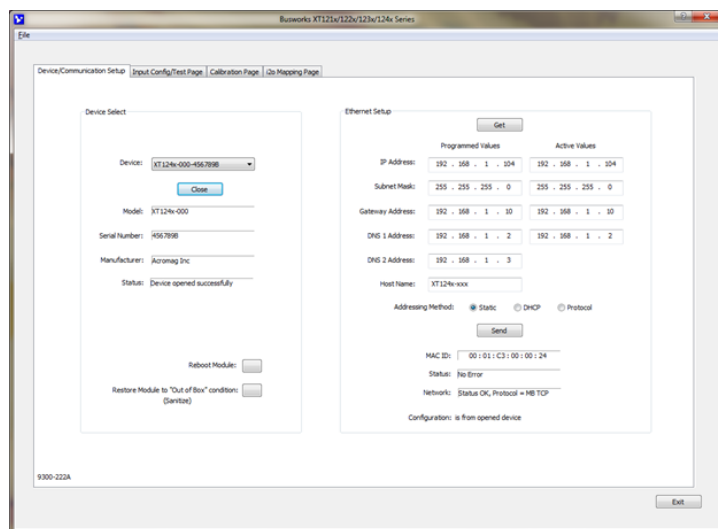 Busworks XT121x/122x/123x/124x Series
File
Device/Communication Setup Input Config/Test Page Calibration Page i2o Mapping Page
Device Select
Device: XT124x-000-456789B
Close
Model: XT124x-000
Serial Number: 456789B
Manufacturer: Acromag Inc
Status: Device opened successfully
Reboot Module:
Restore Module to "Out of Box" condition:
(Sanitize)
Ethernet Setup
Get
Programmed Values Active Values
IP Address: 192 . 168 . 1 . 104 192 . 168 . 1 . 104
Subnet Mask: 255 . 255 . 255 . 0 255 . 255 . 255 . 0
Gateway Address: 192 . 168 . 1 . 10 192 . 168 . 1 . 10
DNS 1 Address: 192 . 168 . 1 . 2 192 . 168 . 1 . 2
DNS 2 Address: 192 . 168 . 1 . 3
Host Name: XT124x-xxx
Addressing Method: Static DHCP Protocol
Send
MAC ID: 00 : 01 : C3 : 00 : 00 : 24
Status: No Error
Network: Status OK, Protocol = MB TCP
Configuration: is from opened device
9300-222A
Exit